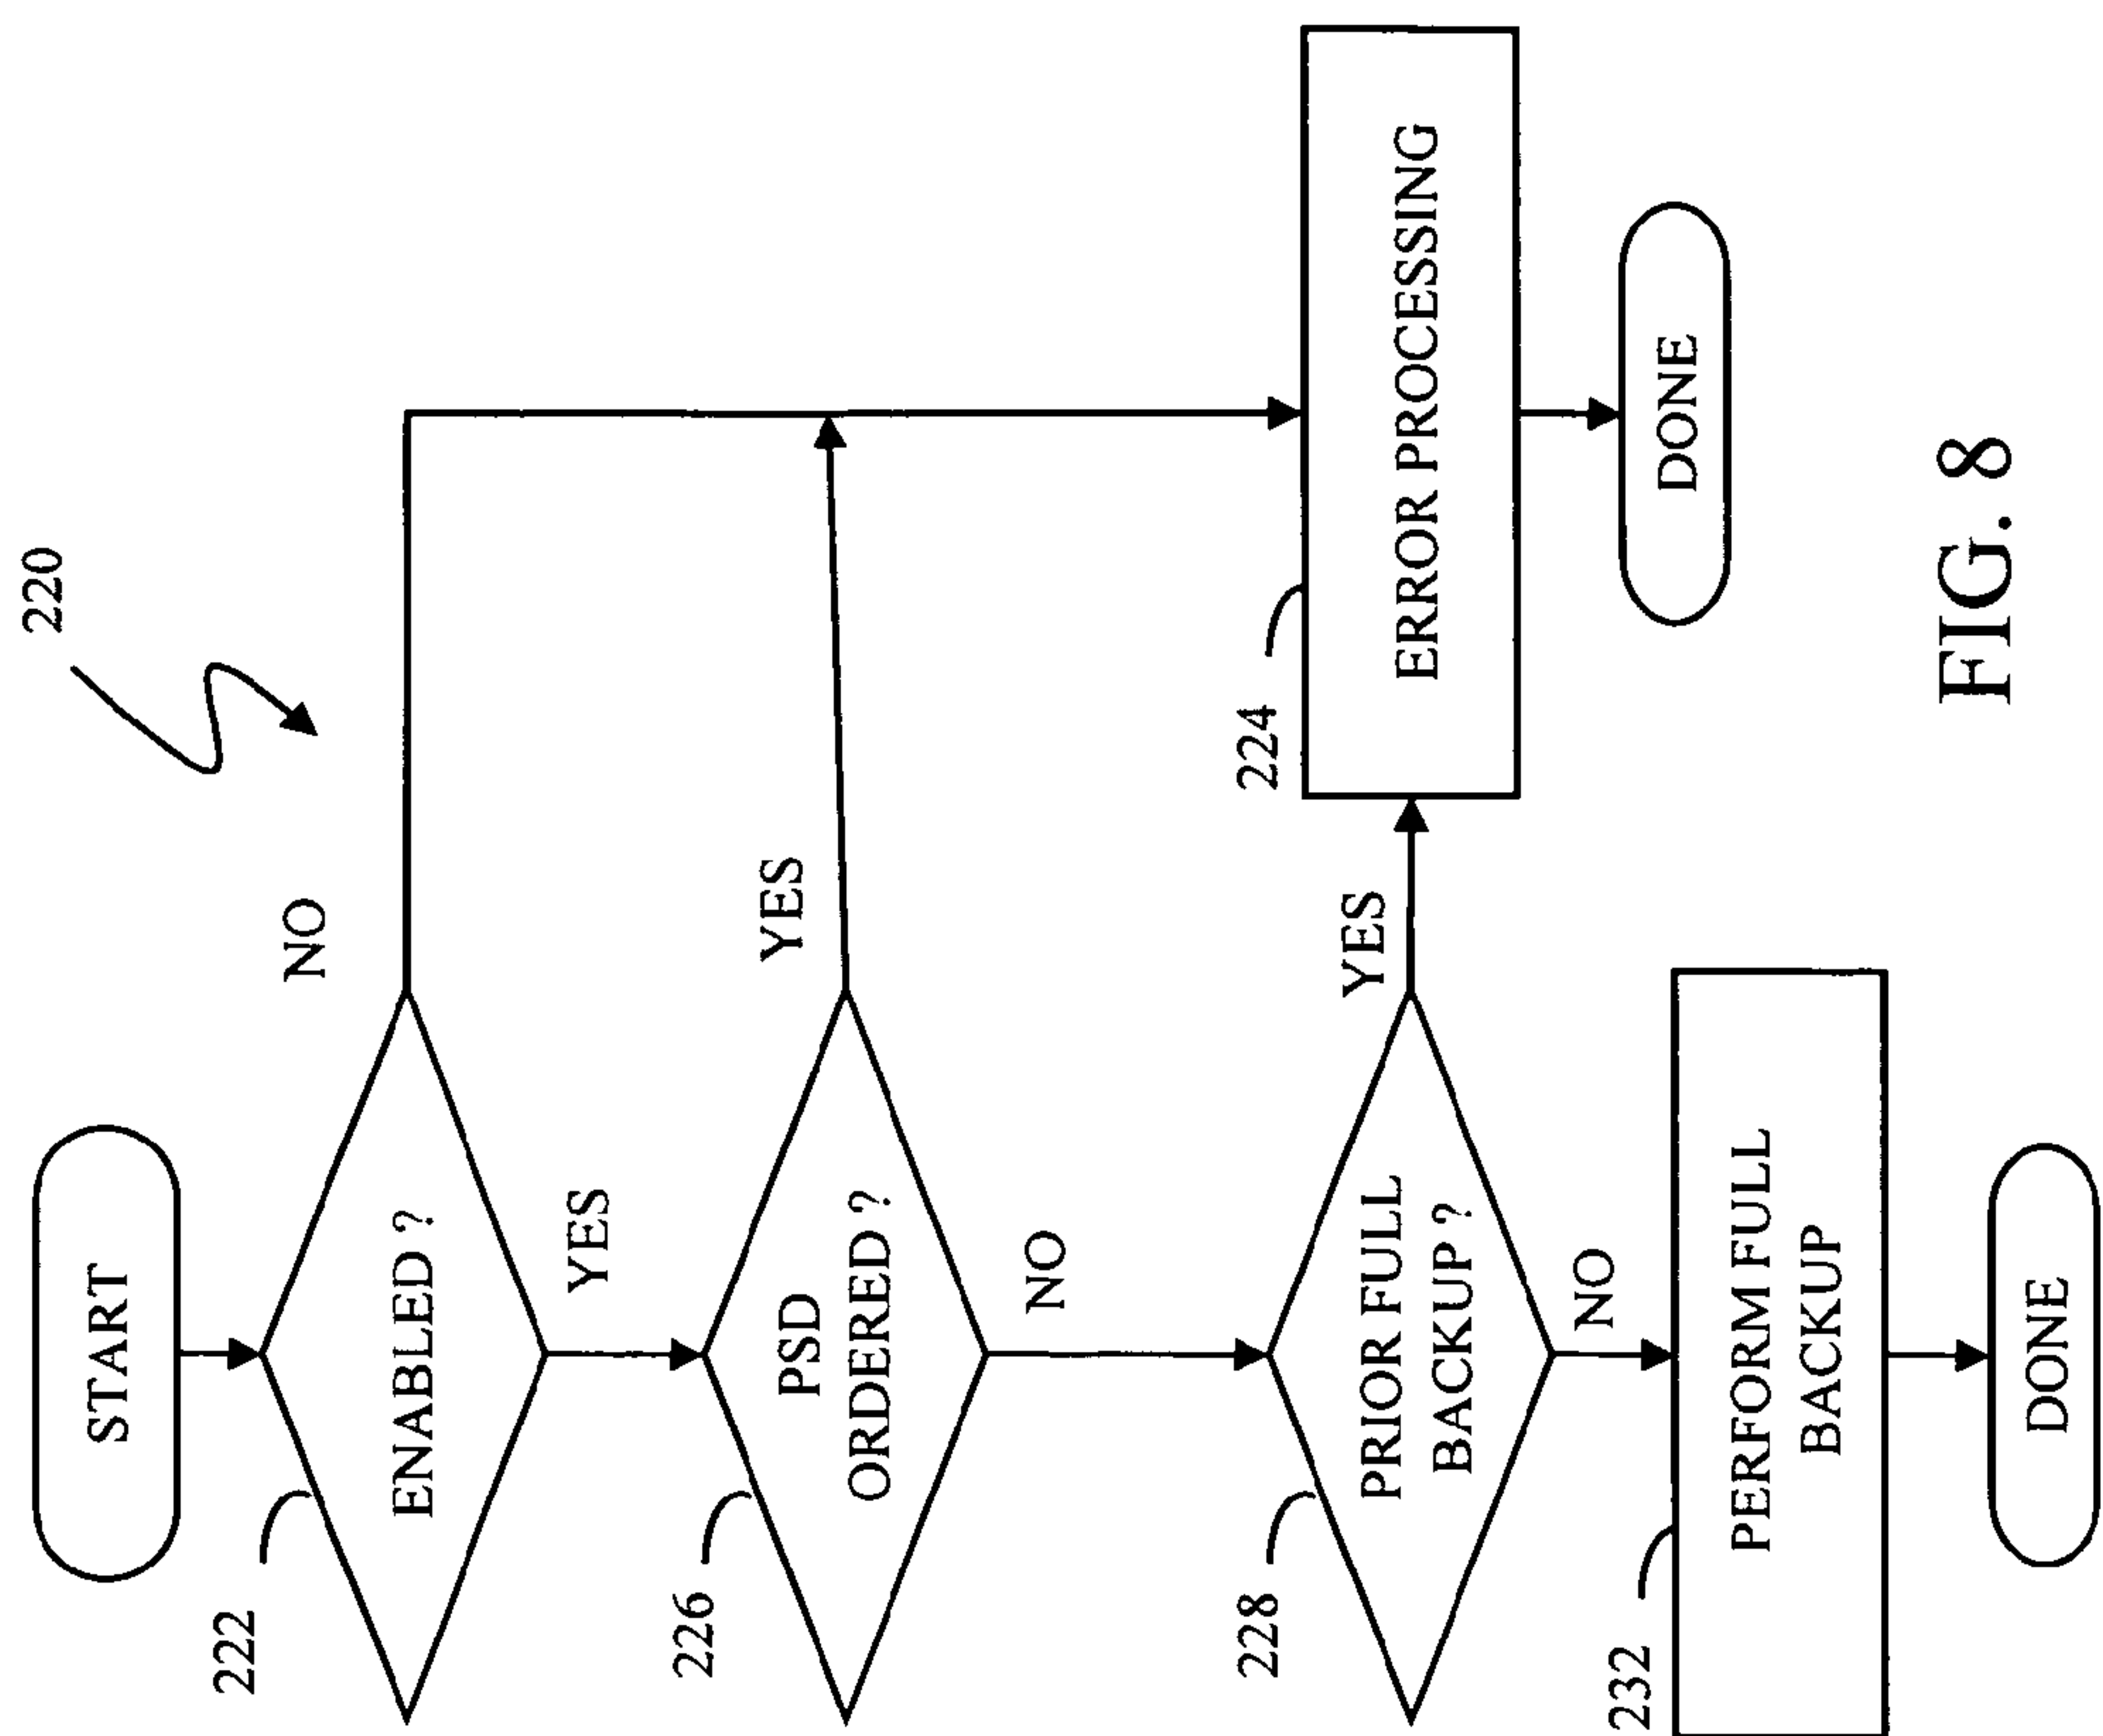 220
START
222
ENABLED ?
NO
YES
226
PSD
ORDERED ?
YES
NO
228
PRIOR FULL
BACKUP ?
YES
224
ERROR PROCESSING
NO
232
PERFORM FULL
BACKUP
DONE
DONE
FIG. 8